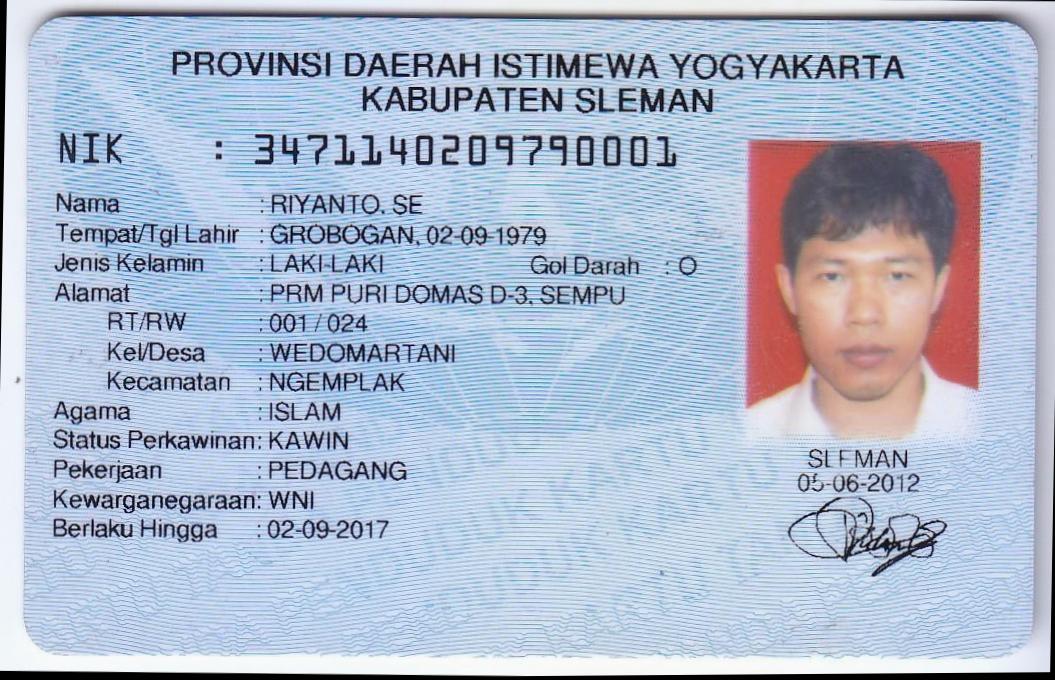 PROVINSI DAERAH ISTIMEWA YOGYAKARTA
KABUPATEN SLEMAN
NIK : 3471140209790001
Nama : RIYANTO. SE
Tempat/Tgl Lahir : GROBOGAN, 02-09-1979
Jenis Kelamin : LAKI-LAKI Gol Darah : O
Alamat : PRM PURI DOMAS D-3. SEMPU
RT/RW : 001 / 024
Kel/Desa : WEDOMARTANI
Kecamatan : NGEMPLAK
Agama : ISLAM
Status Perkawinan: KAWIN
Pekerjaan : PEDAGANG
Kewarganegaraan: WNI
Berlaku Hingga : 02-09-2017
SLEMAN
05-06-2012